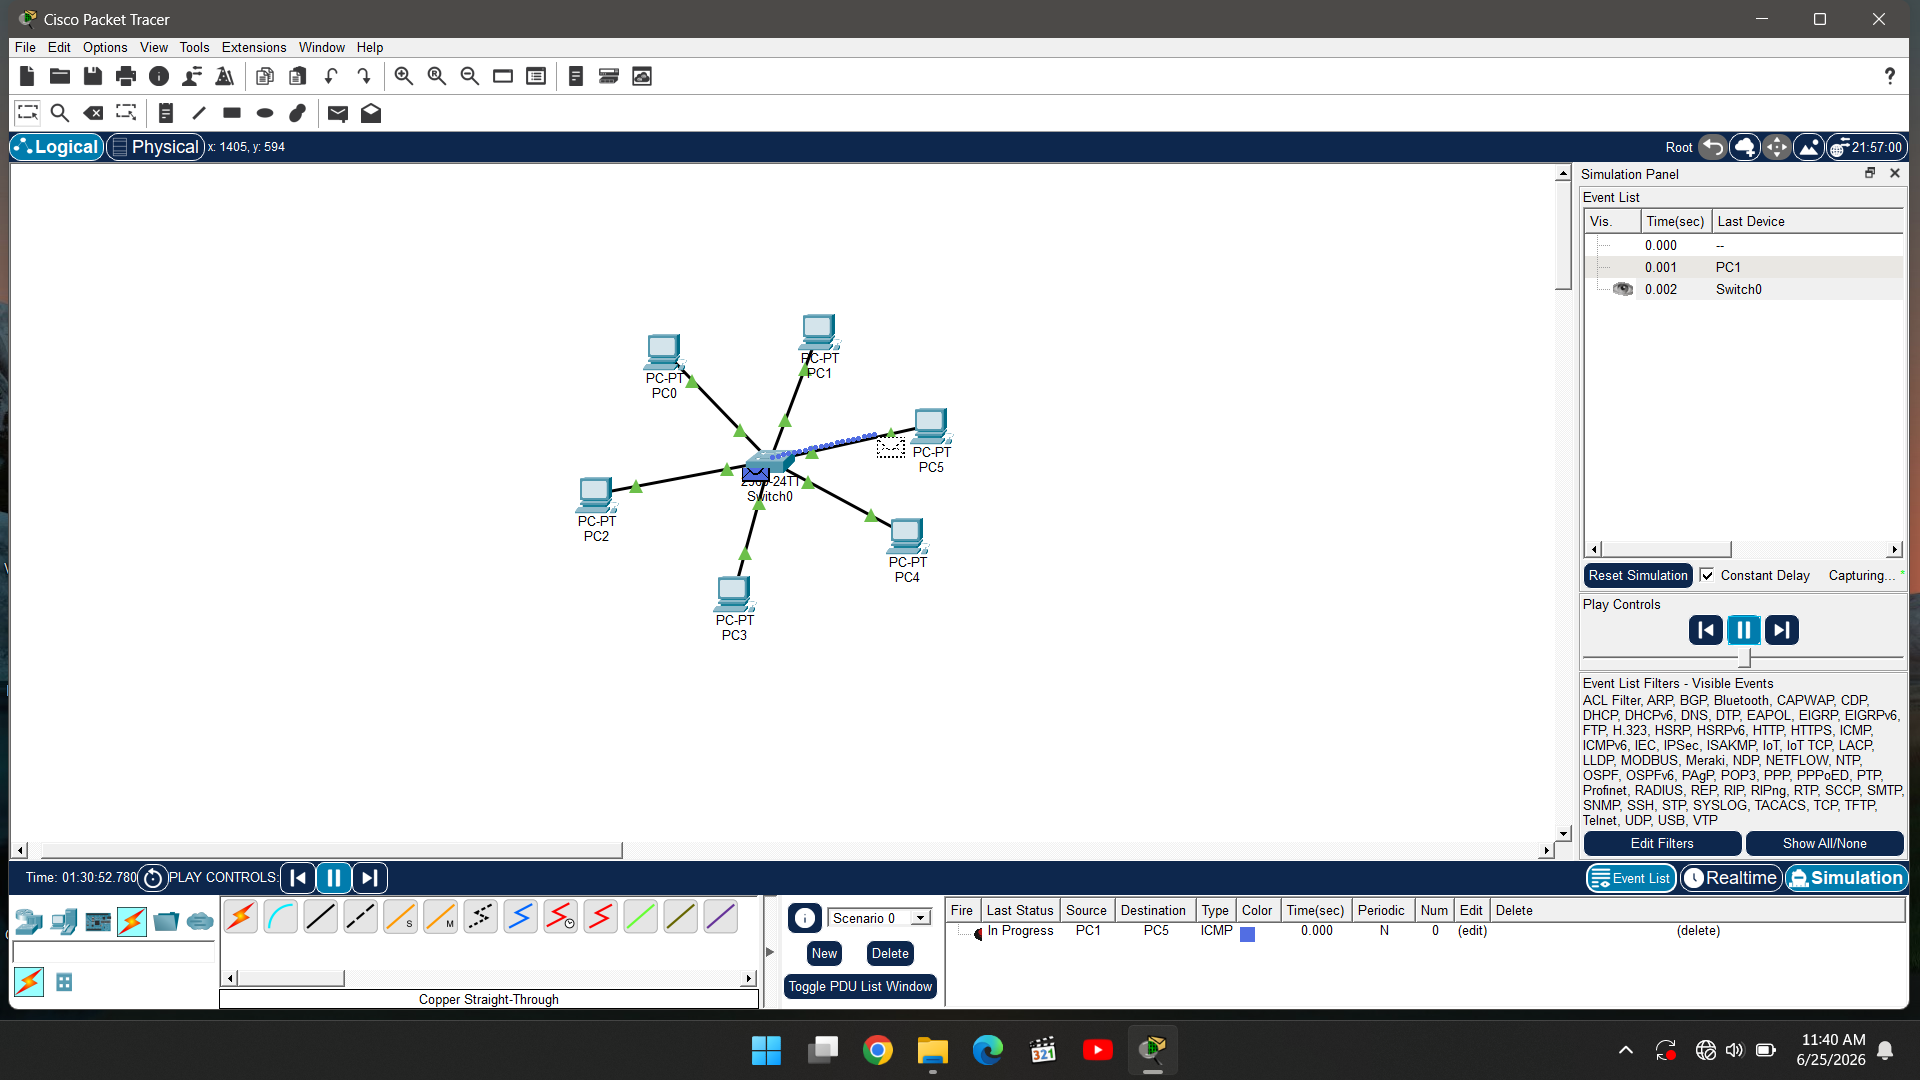 Cisco Packet Tracer
File Edit Options View Tools Extensions Window Help
Logical Physical x: 1405, y: 594 Root 21:57:00
Simulation Panel
Event List
Vis. Time(sec) Last Device
0.000 --
0.001 PC1
0.002 Switch0
PC-PT
PC1
PC-PT
PC0
PC-PT
PC5
Switch0
PC-PT
PC2
PC-PT
PC4
PC-PT
PC3
Reset Simulation Constant Delay Capturing...
Play Controls
Event List Filters - Visible Events
ACL Filter, ARP, BGP, Bluetooth, CAPWAP, CDP,
DHCP, DHCPv6, DNS, DTP, EAPOL, EIGRP, EIGRPv6,
FTP, H.323, HSRP, HSRPv6, HTTP, HTTPS, ICMP,
ICMPv6, IEC, IPSec, ISAKMP, IoT, IoT TCP, LACP,
LLDP, MODBUS, Meraki, NDP, NETFLOW, NTP,
OSPF, OSPFv6, PAgP, POP3, PPP, PPPoED, PTP,
Profinet, RADIUS, REP, RIP, RIPng, RTP, SCCP, SMTP,
SNMP, SSH, STP, SYSLOG, TACACS, TCP, TFTP,
Telnet, UDP, USB, VTP
Edit Filters Show All/None
Time: 01:30:52.780 PLAY CONTROLS: Event List Realtime Simulation
S M
Copper Straight-Through
Scenario 0
New Delete
Toggle PDU List Window
Fire Last Status Source Destination Type Color Time(sec) Periodic Num Edit Delete
In Progress PC1 PC5 ICMP 0.000 N 0 (edit) (delete)
321
11:40 AM
6/25/2026